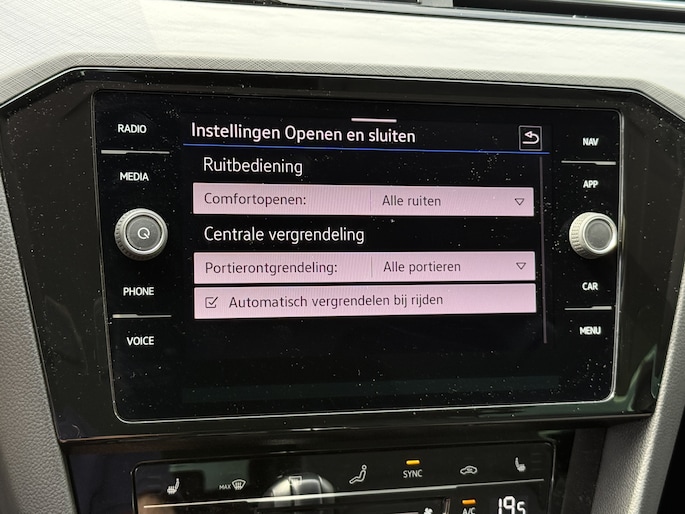 RADIO
MEDIA
PHONE
VOICE
Instellingen Openen en sluiten
Ruitbediening
Comfortopenen: Alle ruiten
Centrale vergrendeling
Portierontgrendeling: Alle portieren
Automatisch vergrendelen bij rijden
NAV
APP
CAR
MENU
MAX
SYNC
A/C
19.5